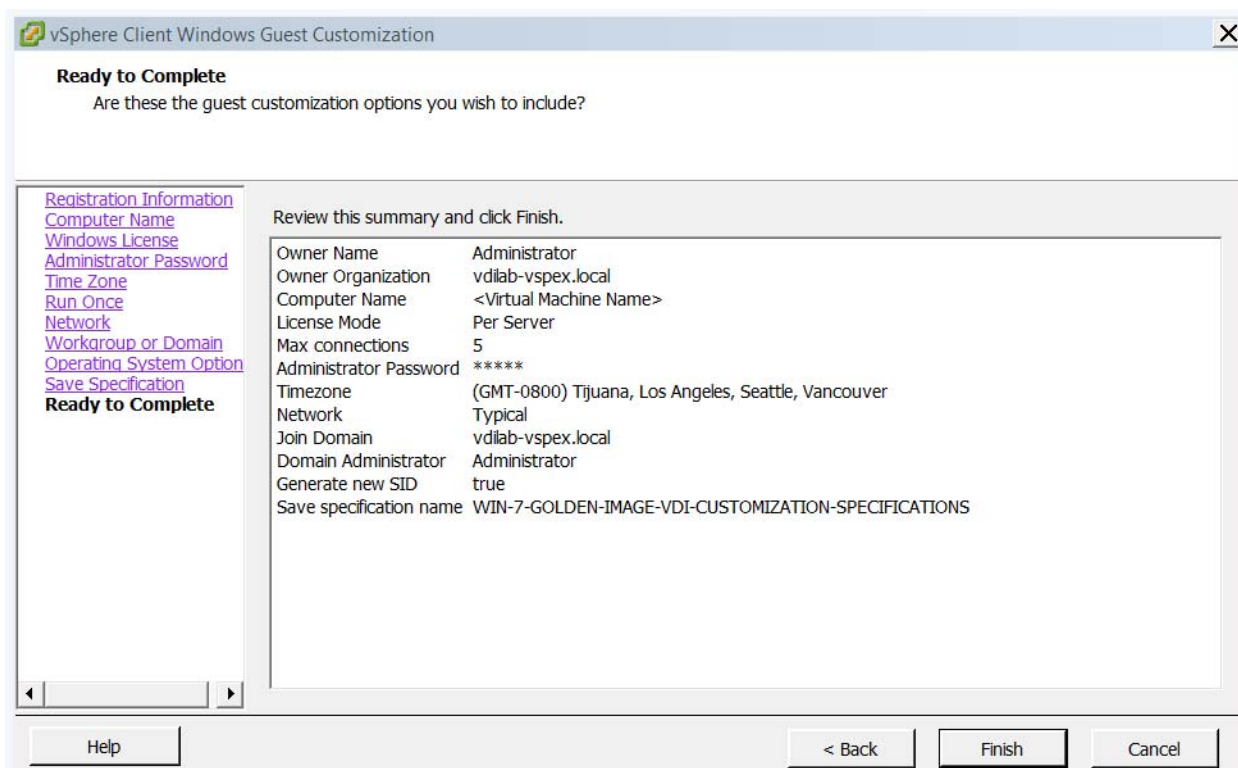 vSphere Client Windows Guest Customization
Ready to Complete
Are these the guest customization options you wish to include?
Registration Information
Computer Name
Windows License
Administrator Password
Time Zone
Run Once
Network
Workgroup or Domain
Operating System Option
Save Specification
Ready to Complete
Review this summary and click Finish.
Owner Name Administrator
Owner Organization vdilab-vspex.local
Computer Name <Virtual Machine Name>
License Mode Per Server
Max connections 5
Administrator Password *****
Timezone (GMT-0800) Tijuana, Los Angeles, Seattle, Vancouver
Network Typical
Join Domain vdilab-vspex.local
Domain Administrator Administrator
Generate new SID true
Save specification name WIN-7-GOLDEN-IMAGE-VDI-CUSTOMIZATION-SPECIFICATIONS
Help < Back Finish Cancel